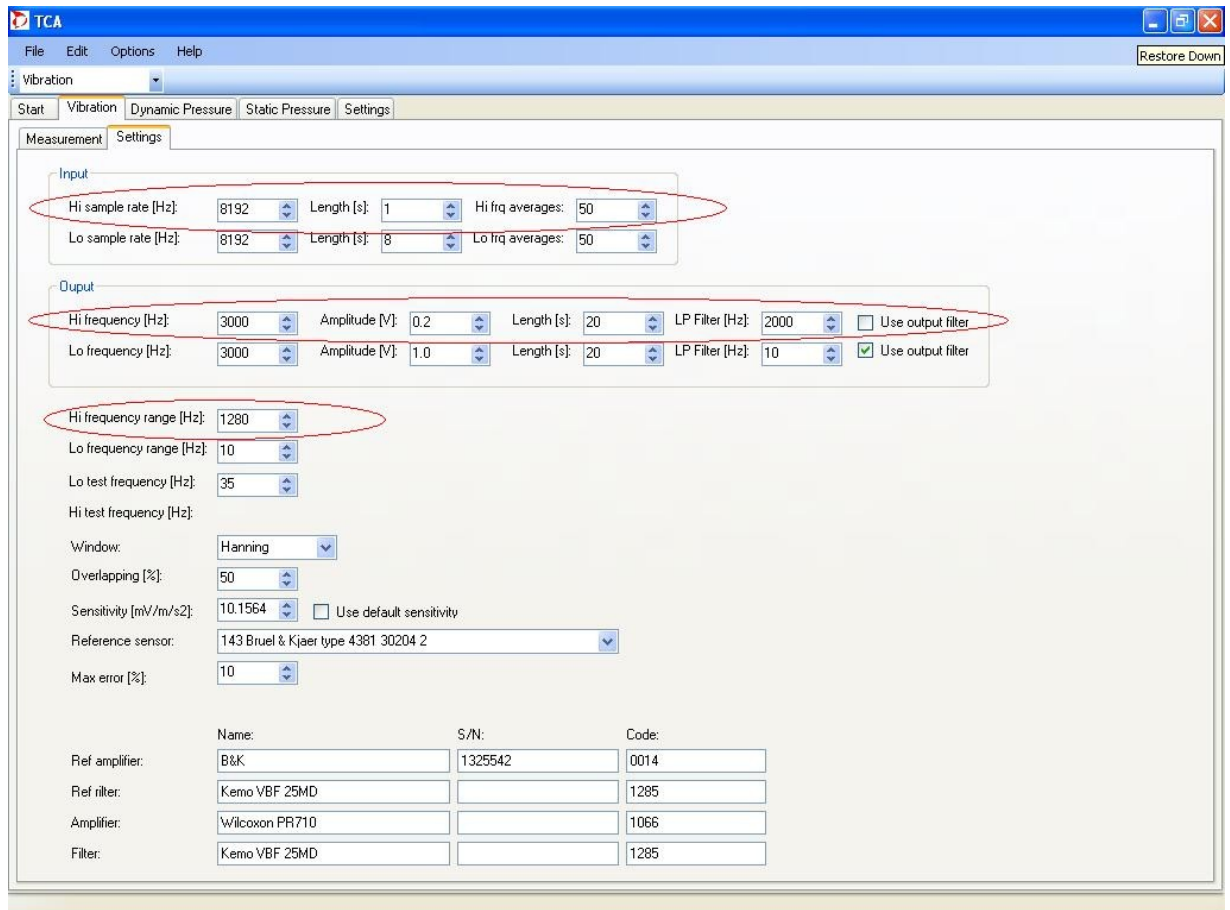 TCA
File Edit Options Help
Restore Down
Vibration
Start Vibration Dynamic Pressure Static Pressure Settings
Measurement Settings
Input
Hi sample rate [Hz]: 8192 Length [s]: 1 Hi frq averages: 50
Lo sample rate [Hz]: 8192 Length [s]: 8 Lo frq averages: 50
Ouput
Hi frequency [Hz]: 3000 Amplitude [V]: 0.2 Length [s]: 20 LP Filter [Hz]: 2000 Use output filter
Lo frequency [Hz]: 3000 Amplitude [V]: 1.0 Length [s]: 20 LP Filter [Hz]: 10 Use output filter
Hi frequency range [Hz]: 1280
Lo frequency range [Hz]: 10
Lo test frequency [Hz]: 35
Hi test frequency [Hz]:
Window: Hanning
Overlapping [%]: 50
Sensitivity [mV/m/s2]: 10.1564 Use default sensitivity
Reference sensor: 143 Bruel & Kjaer type 4381 30204 2
Max error [%]: 10
Name: S/N: Code:
Ref amplifier: B&K 1325542 0014
Ref rilter: Kemo VBF 25MD 1285
Amplifier: Wilcoxon PR710 1066
Filter: Kemo VBF 25MD 1285